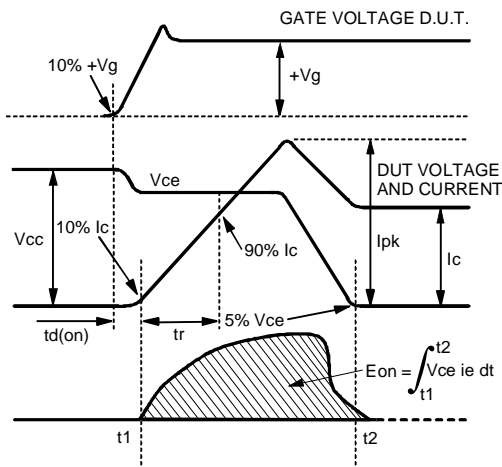 GATE VOLTAGE D.U.T.
10% +Vg
+Vg
Vce
DUT VOLTAGE
AND CURRENT
Vcc
10% Ic
90% Ic
Ipk
Ic
td(on)
tr
5% Vce
Eon = ∫ Vce ie dt
t2
t1
t1
t2